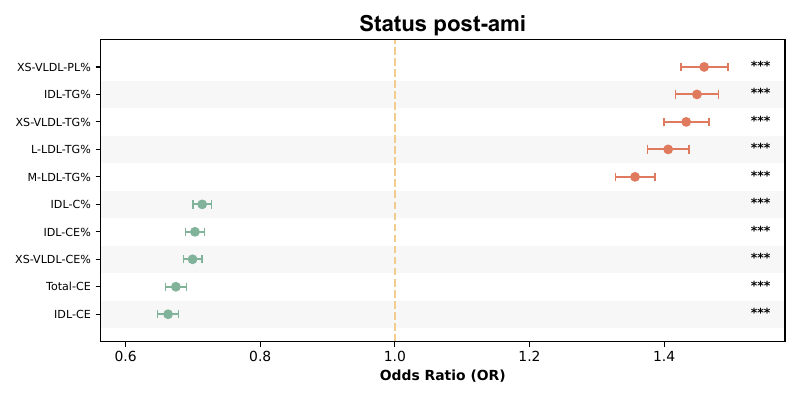 Status post-ami
XS-VLDL-PL% ***
IDL-TG% ***
XS-VLDL-TG% ***
L-LDL-TG% ***
M-LDL-TG% ***
IDL-C% ***
IDL-CE% ***
XS-VLDL-CE% ***
Total-CE ***
IDL-CE ***
0.6 0.8 1.0 1.2 1.4
Odds Ratio (OR)